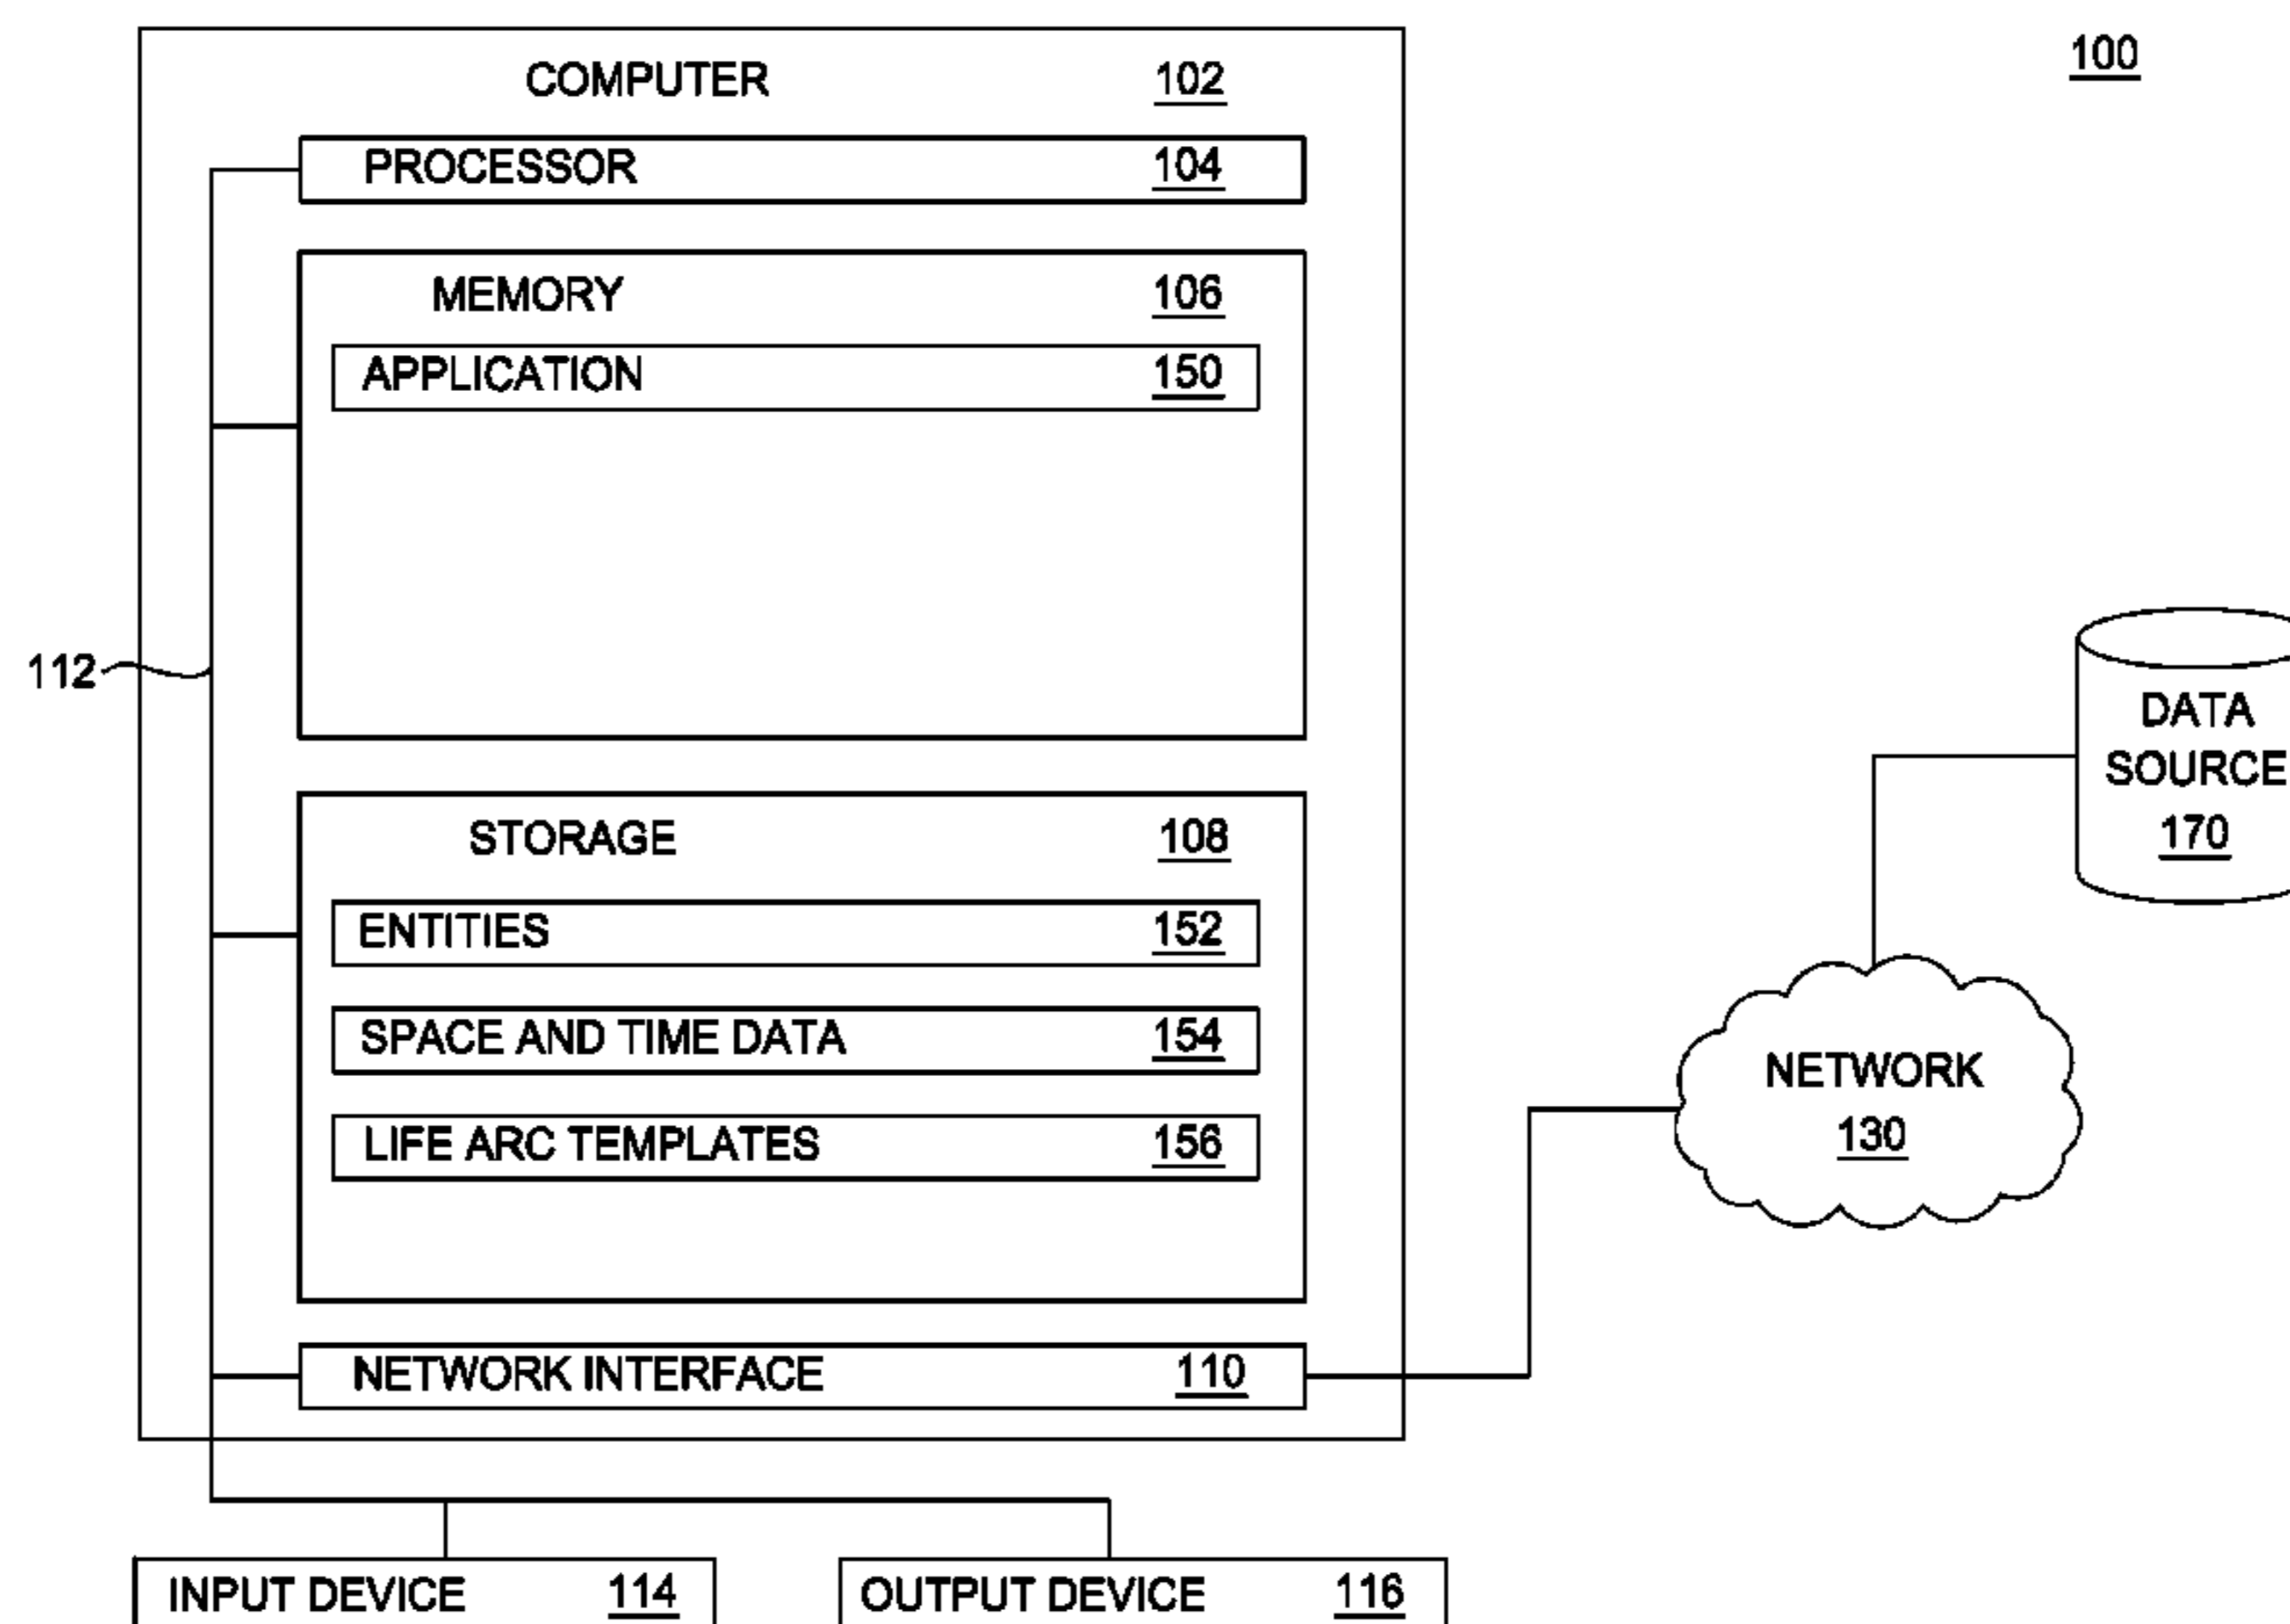 100
COMPUTER 102
PROCESSOR 104
MEMORY 106
APPLICATION 150
112
STORAGE 108
ENTITIES 152
SPACE AND TIME DATA 154
LIFE ARC TEMPLATES 156
NETWORK INTERFACE 110
DATA
SOURCE
170
NETWORK
130
INPUT DEVICE 114
OUTPUT DEVICE 116